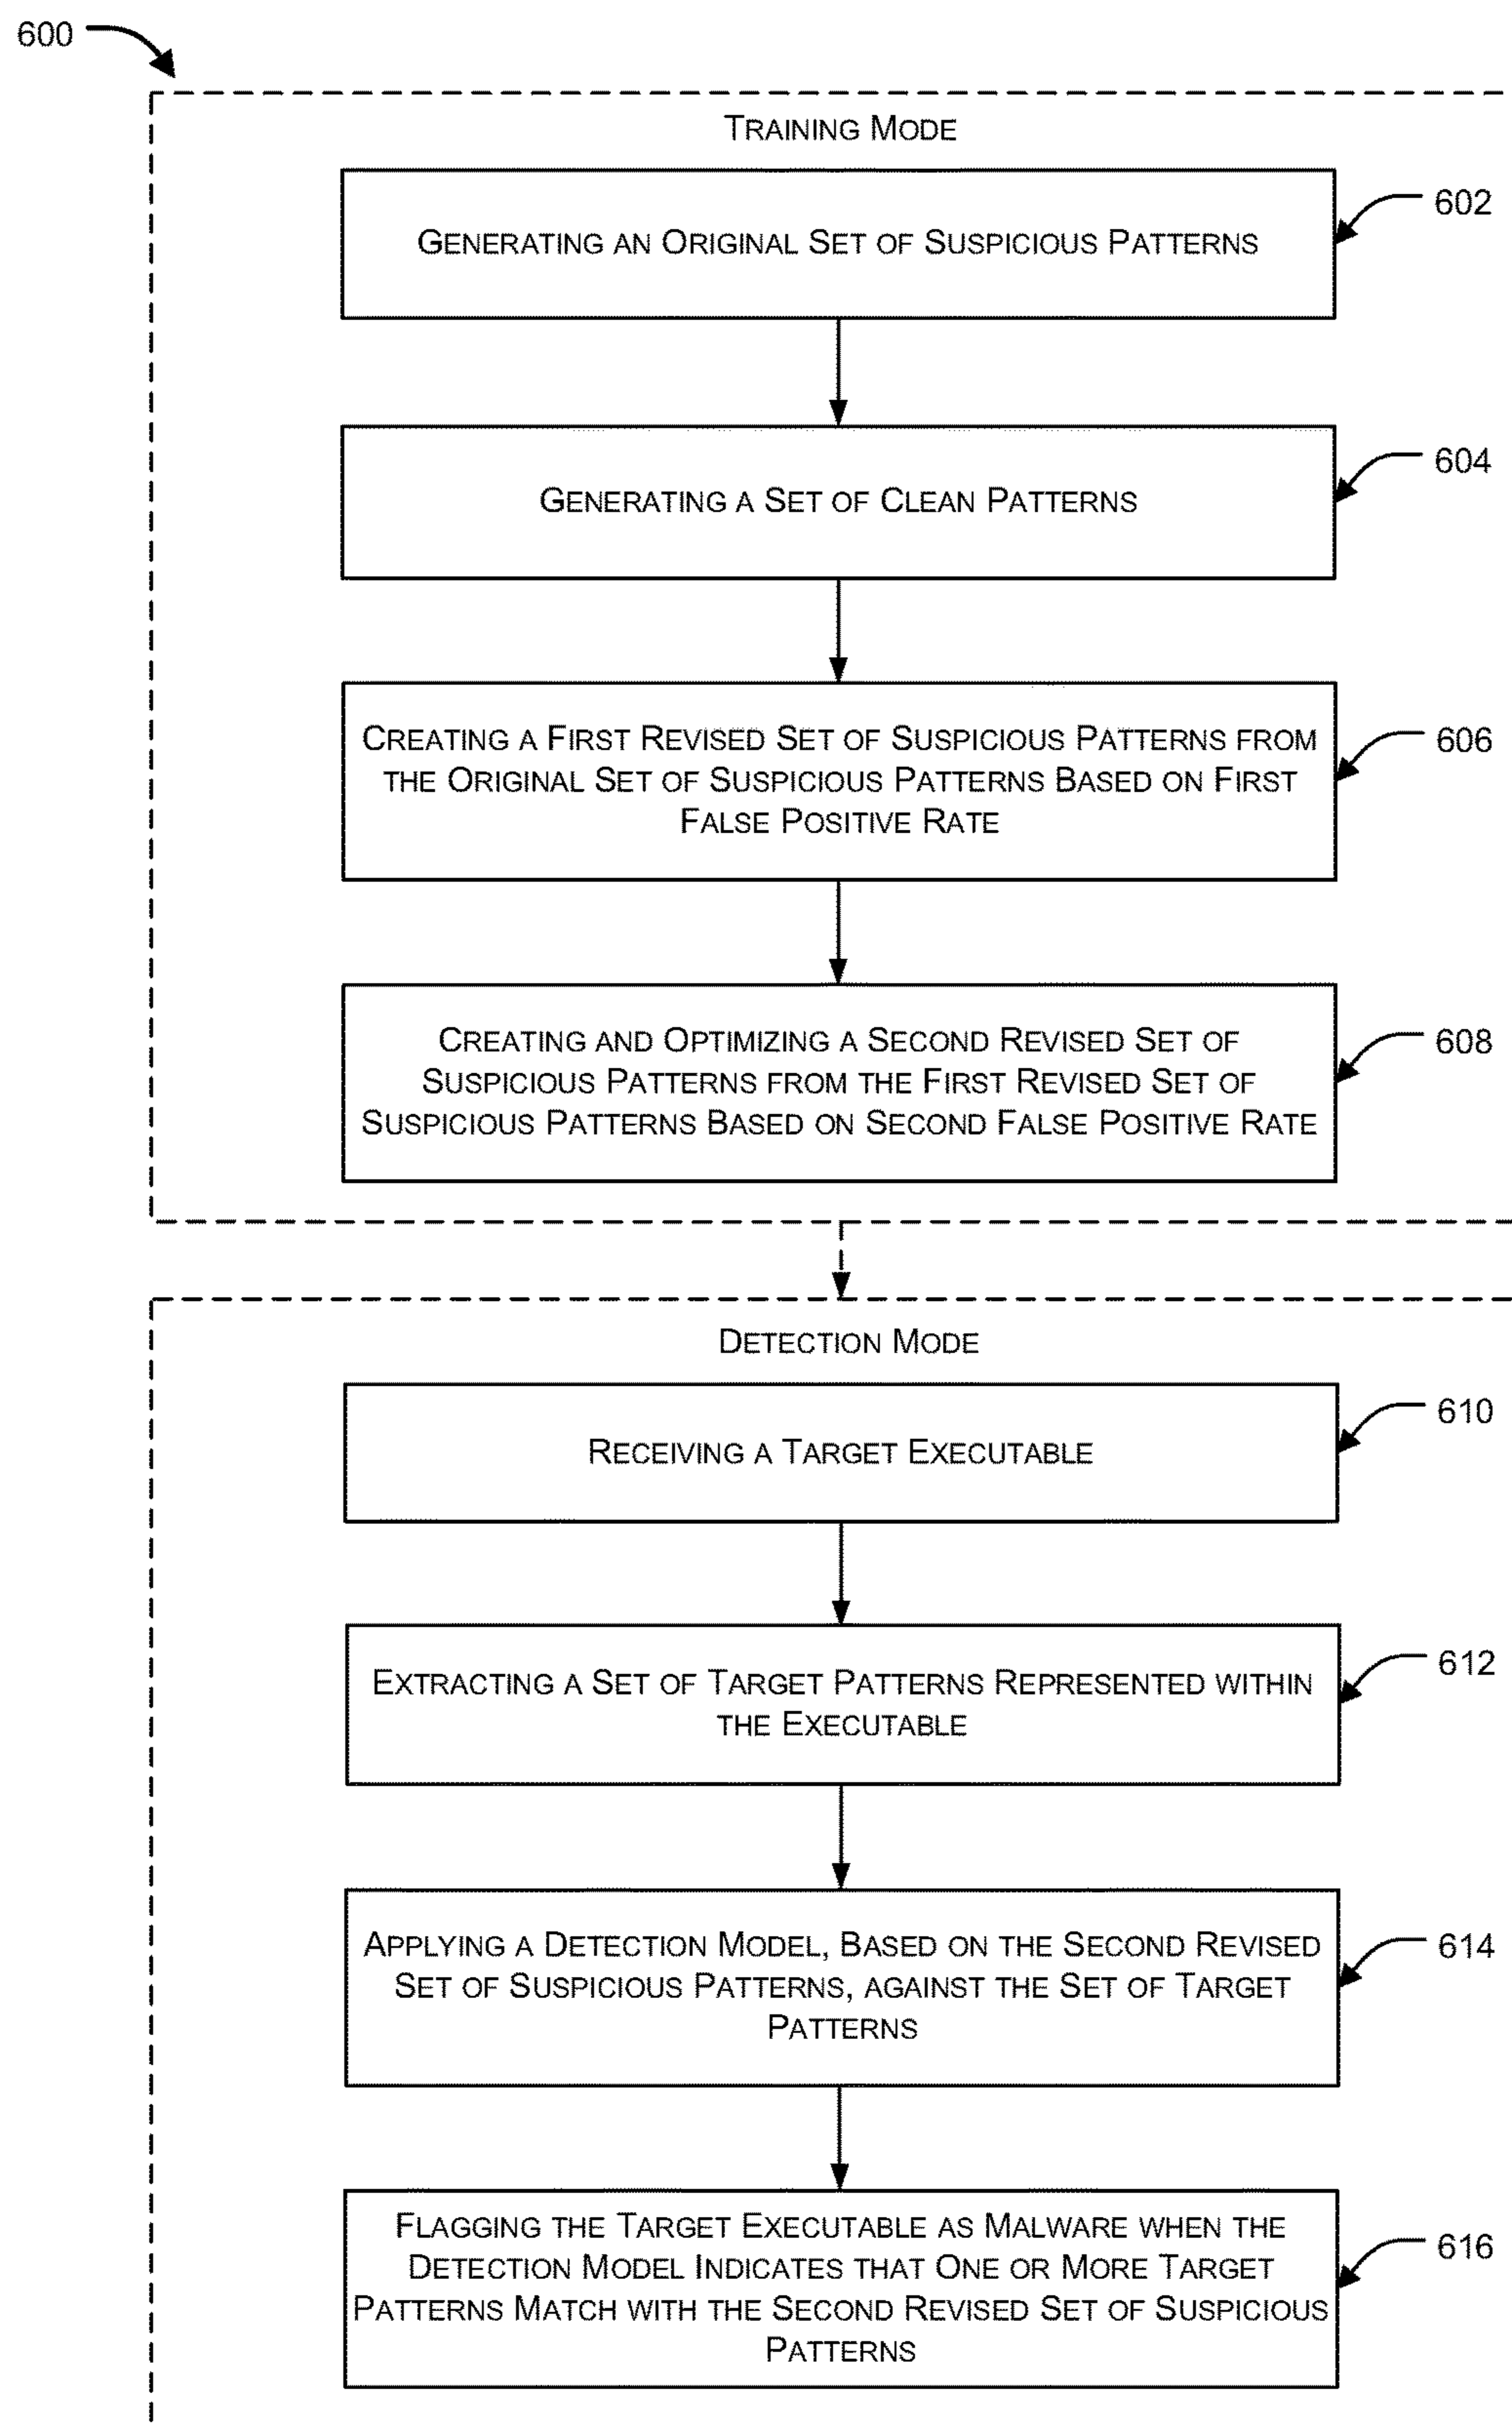 600
TRAINING MODE
GENERATING AN ORIGINAL SET OF SUSPICIOUS PATTERNS
602
GENERATING A SET OF CLEAN PATTERNS
604
CREATING A FIRST REVISED SET OF SUSPICIOUS PATTERNS FROM
THE ORIGINAL SET OF SUSPICIOUS PATTERNS BASED ON FIRST
FALSE POSITIVE RATE
606
CREATING AND OPTIMIZING A SECOND REVISED SET OF
SUSPICIOUS PATTERNS FROM THE FIRST REVISED SET OF
SUSPICIOUS PATTERNS BASED ON SECOND FALSE POSITIVE RATE
608
DETECTION MODE
RECEIVING A TARGET EXECUTABLE
610
EXTRACTING A SET OF TARGET PATTERNS REPRESENTED WITHIN
THE EXECUTABLE
612
APPLYING A DETECTION MODEL, BASED ON THE SECOND REVISED
SET OF SUSPICIOUS PATTERNS, AGAINST THE SET OF TARGET
PATTERNS
614
FLAGGING THE TARGET EXECUTABLE AS MALWARE WHEN THE
DETECTION MODEL INDICATES THAT ONE OR MORE TARGET
PATTERNS MATCH WITH THE SECOND REVISED SET OF SUSPICIOUS
PATTERNS
616